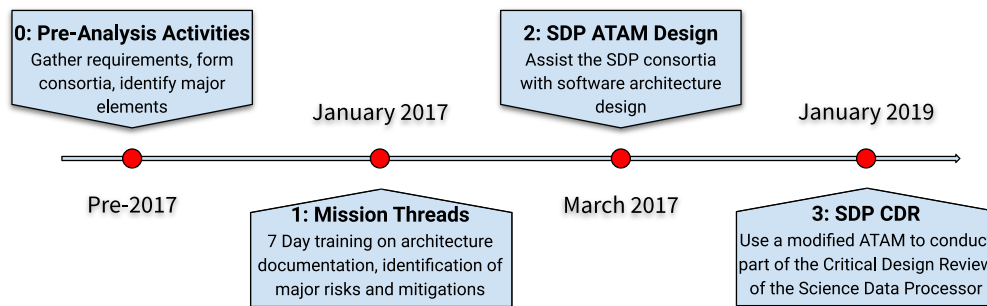 0: Pre-Analysis Activities
Gather requirements, form
consortia, identify major
elements
2: SDP ATAM Design
Assist the SDP consortia
with software architecture
design
January 2017
January 2019
Pre-2017
March 2017
1: Mission Threads
7 Day training on architecture
documentation, identification of
major risks and mitigations
3: SDP CDR
Use a modified ATAM to conduct
part of the Critical Design Review
of the Science Data Processor